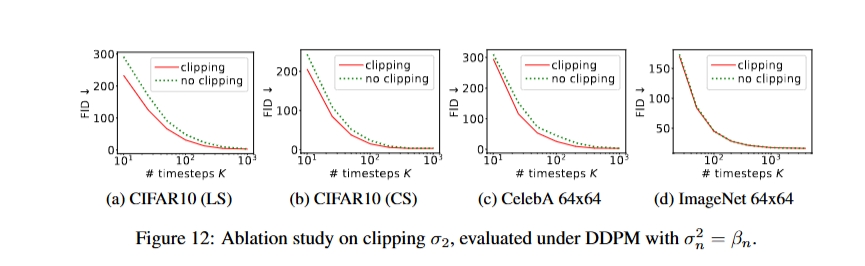 300
200
100
0
FID ↓
clipping
no clipping
10¹ 10² 10³
# timesteps K
(a) CIFAR10 (LS)
200
100
0
FID ↓
clipping
no clipping
10¹ 10² 10³
# timesteps K
(b) CIFAR10 (CS)
300
200
100
0
FID ↓
clipping
no clipping
10¹ 10² 10³
# timesteps K
(c) CelebA 64x64
150
100
50
FID ↓
clipping
no clipping
10² 10³
# timesteps K
(d) ImageNet 64x64
Figure 12: Ablation study on clipping σ₂, evaluated under DDPM with σₙ² = βₙ.